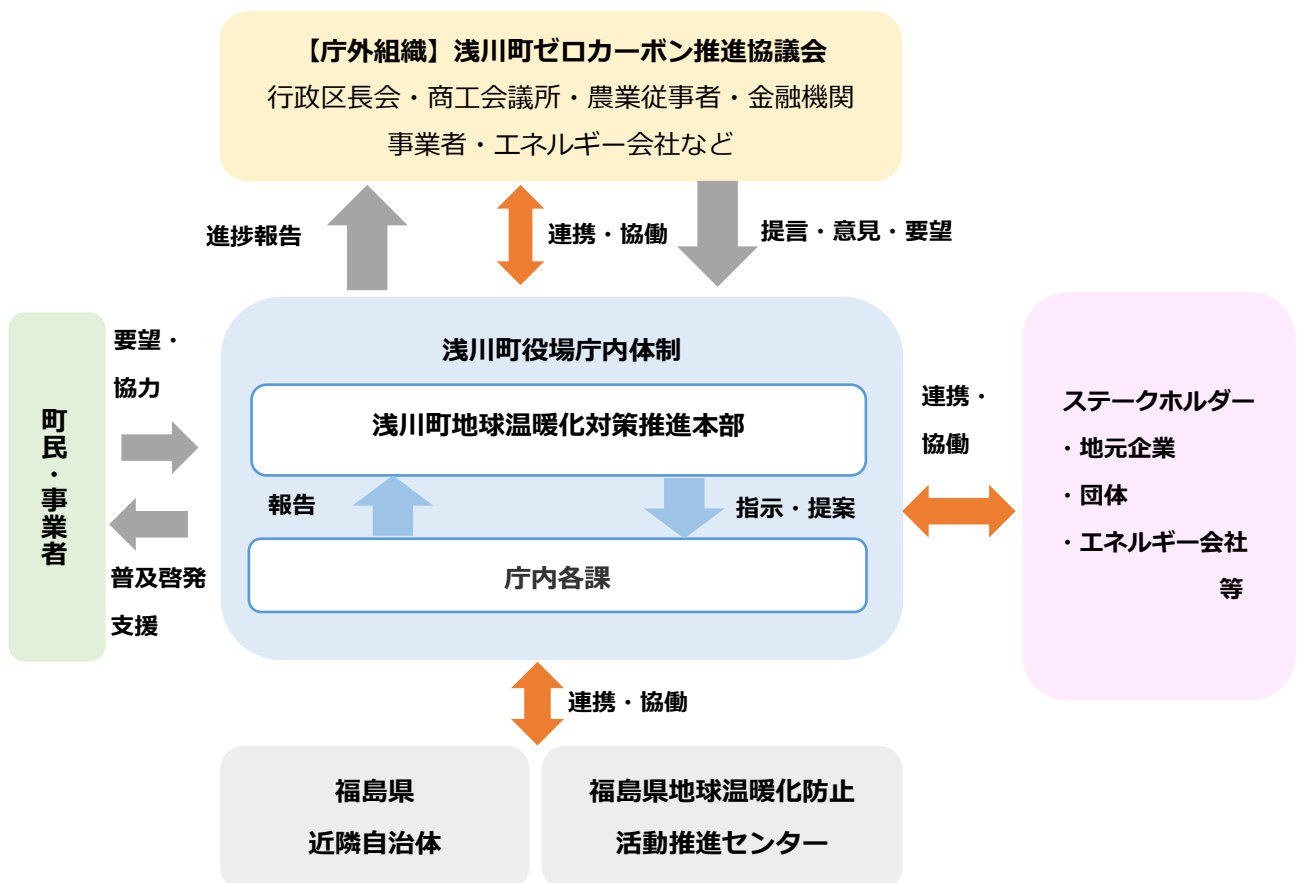 【庁外組織】浅川町ゼロカーボン推進協議会
行政区長会・商工会議所・農業従事者・金融機関
事業者・エネルギー会社など
進捗報告
連携・協働
提言・意見・要望
町民・事業者
要望・
協力
普及啓発
支援
浅川町役場庁内体制
浅川町地球温暖化対策推進本部
報告
指示・提案
庁内各課
連携・
協働
ステークホルダー
・地元企業
・団体
・エネルギー会社
等
連携・協働
福島県
近隣自治体
福島県地球温暖化防止
活動推進センター